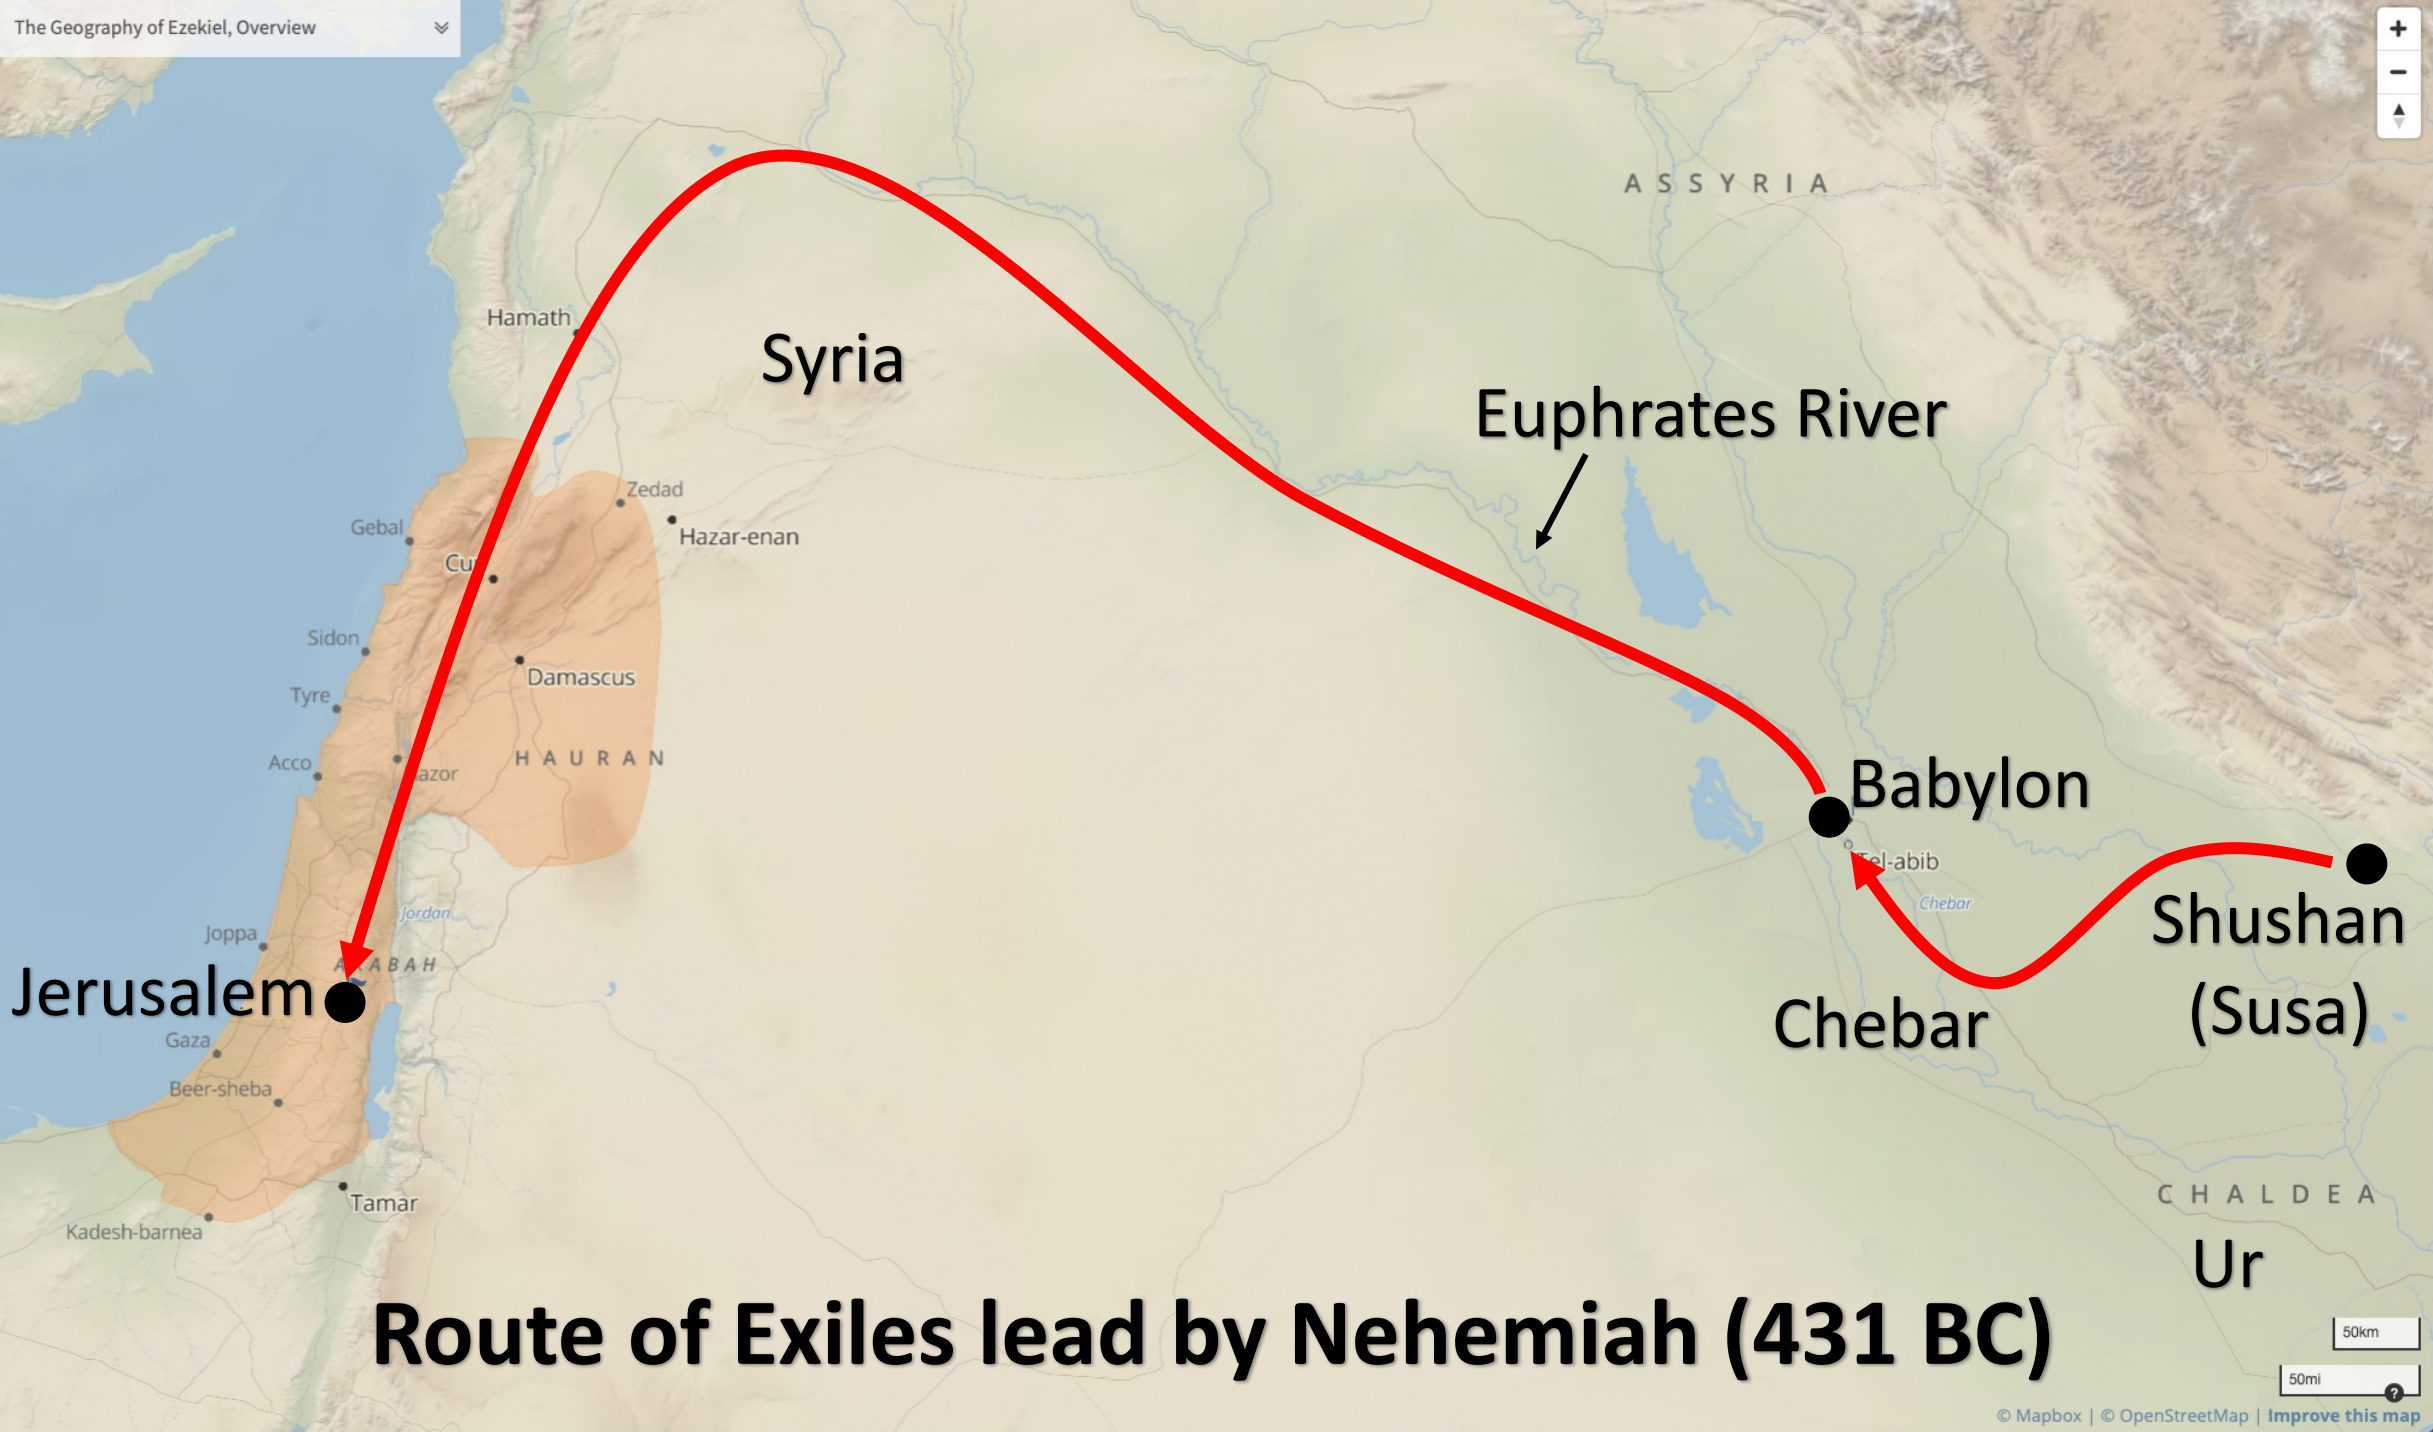 The Geography of Ezekiel, Overview
ASSYRIA
Hamath
Syria
Euphrates River
Zedad
Hazar-enan
Gebal
Sidon
Damascus
Tyre
HAURAN
Acco
azor
Babylon
Tel-abib
Chebar
Shushan
(Susa)
Jordan
Joppa
ARABAH
Jerusalem
Chebar
Gaza
Beer-sheba
Tamar
Kadesh-barnea
CHALDEA
Ur
Route of Exiles lead by Nehemiah (431 BC)
50km
50mi
?
© Mapbox | © OpenStreetMap | Improve this map